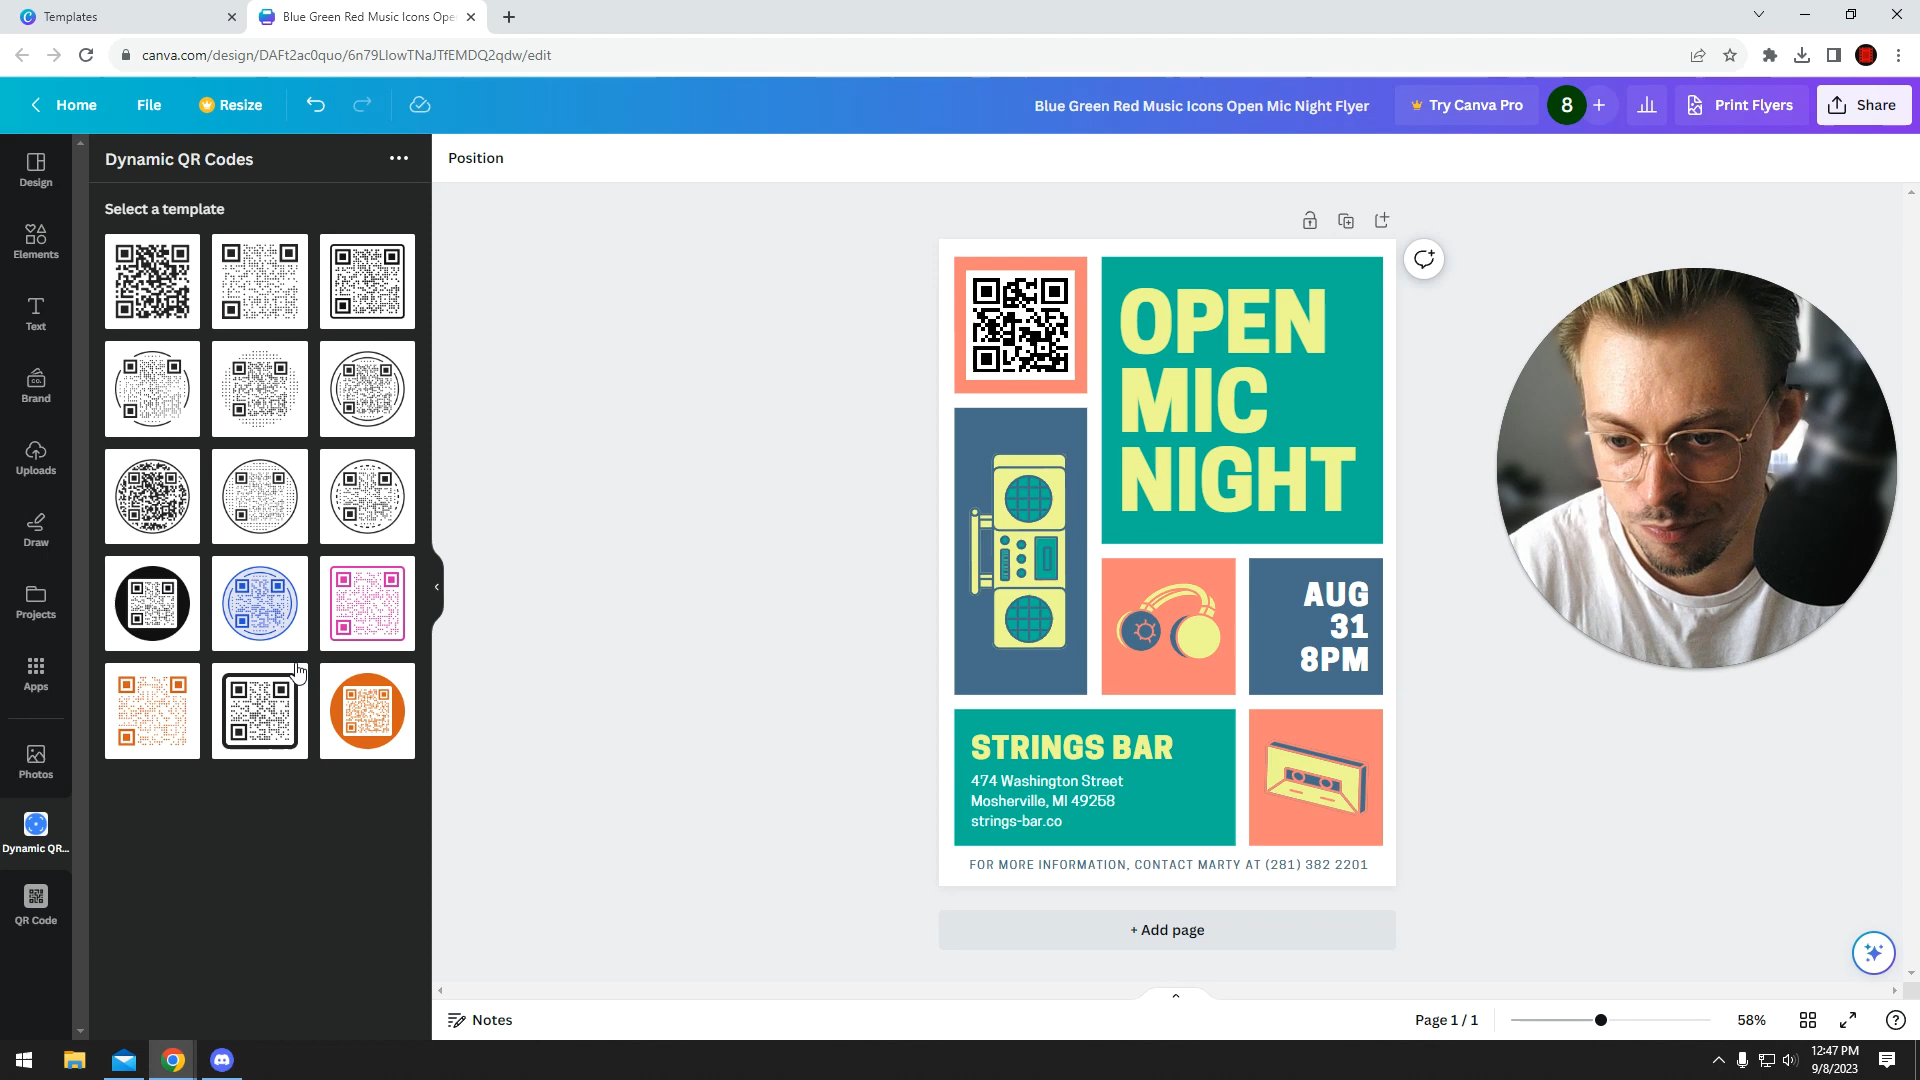 Templates
Blue Green Red Music Icons Ope
canva.com/design/DAFt2ac0quo/6n79LlowTNaJTfEMDQ2qdw/edit
Home
File
Resize
Blue Green Red Music Icons Open Mic Night Flyer
Try Canva Pro
8
Print Flyers
Share
Design
Elements
Text
CO.
Brand
Uploads
Draw
Projects
Apps
Photos
Dynamic QR...
QR Code
Dynamic QR Codes
Select a template
Position
OPEN
MIC
NIGHT
AUG
31
8PM
STRINGS BAR
474 Washington Street
Mosherville, MI 49258
strings-bar.co
FOR MORE INFORMATION, CONTACT MARTY AT (281) 382 2201
+ Add page
Notes
Page 1 / 1
58%
12:47 PM
9/8/2023